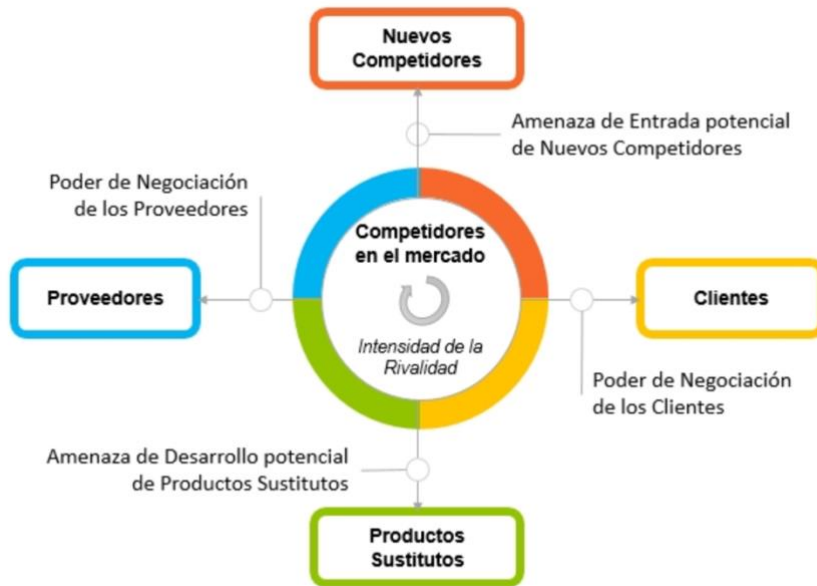 Nuevos
Competidores
Amenaza de Entrada potencial
de Nuevos Competidores
Poder de Negociación
de los Proveedores
Competidores
en el mercado
Proveedores
Clientes
Intensidad de la
Rivalidad
Poder de Negociación
de los Clientes
Amenaza de Desarrollo potencial
de Productos Sustitutos
Productos
Sustitutos